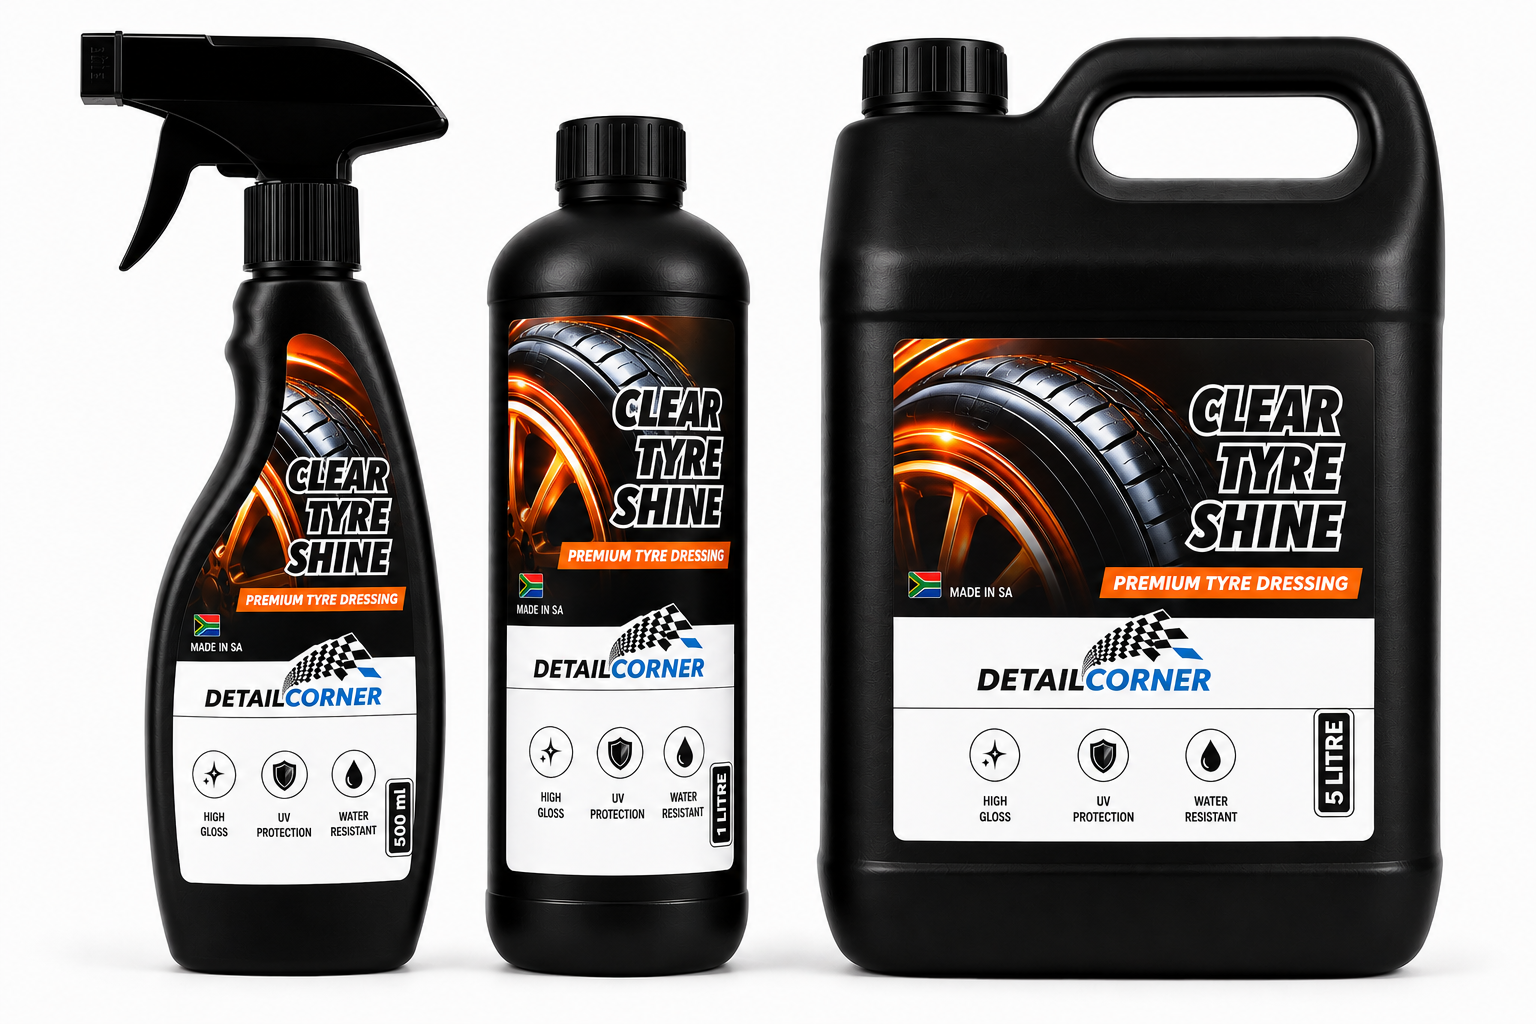 CLEAR
TYRE
SHINE
PREMIUM TYRE DRESSING
MADE IN SA
DETAILCORNER
HIGH
GLOSS
UV
PROTECTION
WATER
RESISTANT
500 ml
CLEAR
TYRE
SHINE
PREMIUM TYRE DRESSING
MADE IN SA
DETAILCORNER
HIGH
GLOSS
UV
PROTECTION
WATER
RESISTANT
1 LITRE
CLEAR
TYRE
SHINE
MADE IN SA
PREMIUM TYRE DRESSING
DETAILCORNER
HIGH
GLOSS
UV
PROTECTION
WATER
RESISTANT
5 LITRE